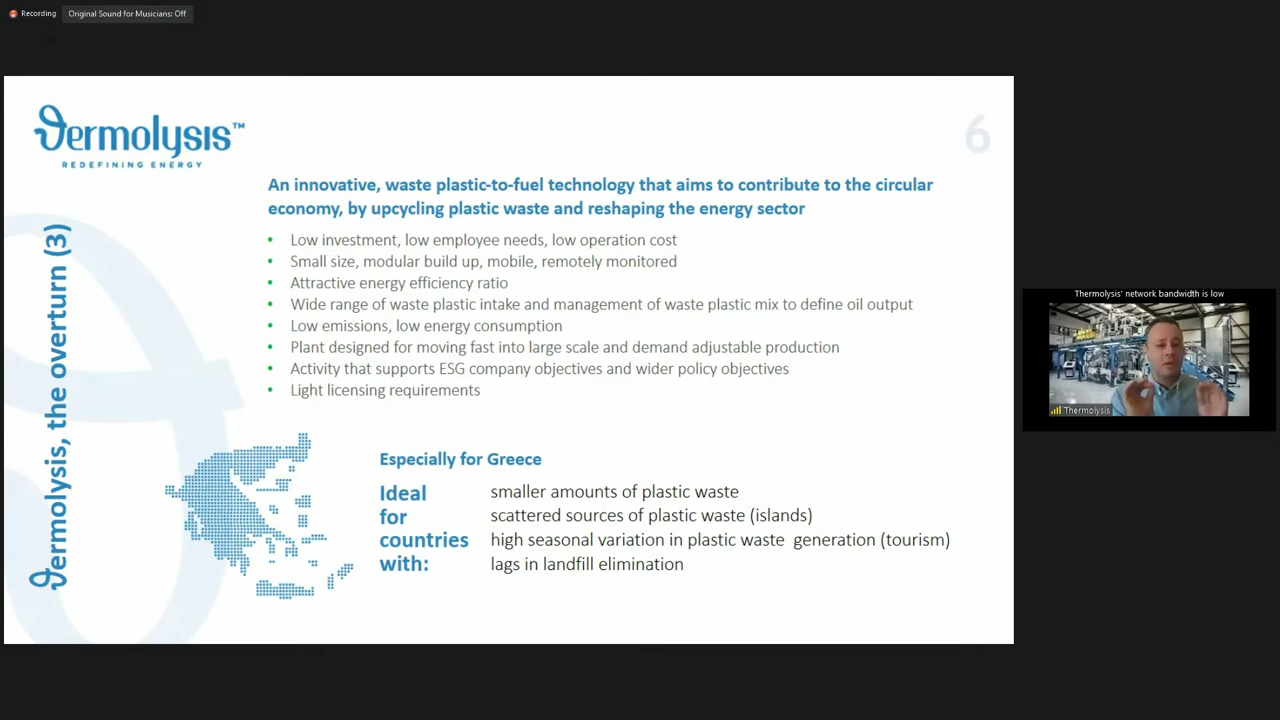 Recording
Original Sound for Musicians: Off
ϑermolysis™
REDEFINING ENERGY
6
An innovative, waste plastic-to-fuel technology that aims to contribute to the circular
economy, by upcycling plastic waste and reshaping the energy sector
• Low investment, low employee needs, low operation cost
• Small size, modular build up, mobile, remotely monitored
• Attractive energy efficiency ratio
• Wide range of waste plastic intake and management of waste plastic mix to define oil output
• Low emissions, low energy consumption
• Plant designed for moving fast into large scale and demand adjustable production
• Activity that supports ESG company objectives and wider policy objectives
• Light licensing requirements
ϑermolysis, the overturn (3)
Especially for Greece
Ideal
for
countries
with:
smaller amounts of plastic waste
scattered sources of plastic waste (islands)
high seasonal variation in plastic waste  generation (tourism)
lags in landfill elimination
Thermolysis' network bandwidth is low
Thermolysis